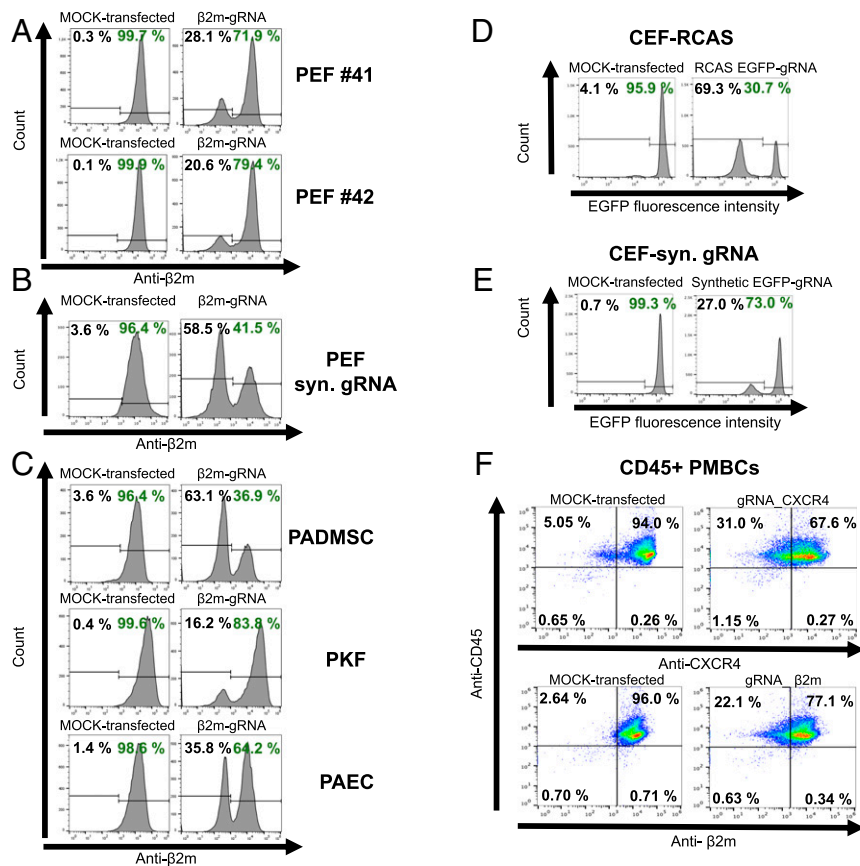 A
MOCK-transfected
β2m-gRNA
0.3 % 99.7 %
28.1 % 71.9 %
PEF #41
MOCK-transfected
β2m-gRNA
0.1 % 99.9 %
20.6 % 79.4 %
PEF #42
Count
Anti-β2m
B
MOCK-transfected
β2m-gRNA
3.6 % 96.4 %
58.5 % 41.5 %
PEF
syn. gRNA
Count
Anti-β2m
C
MOCK-transfected
β2m-gRNA
3.6 % 96.4 %
63.1 % 36.9 %
PADMSC
MOCK-transfected
β2m-gRNA
0.4 % 99.6 %
16.2 % 83.8 %
PKF
MOCK-transfected
β2m-gRNA
1.4 % 98.6 %
35.8 % 64.2 %
PAEC
Count
Anti-β2m
D
CEF-RCAS
MOCK-transfected
RCAS EGFP-gRNA
4.1 % 95.9 %
69.3 % 30.7 %
Count
EGFP fluorescence intensity
E
CEF-syn. gRNA
MOCK-transfected
Synthetic EGFP-gRNA
0.7 % 99.3 %
27.0 % 73.0 %
Count
EGFP fluorescence intensity
F
CD45+ PMBCs
MOCK-transfected
gRNA_CXCR4
5.05 % 94.0 %
31.0 % 67.6 %
0.65 % 0.26 %
1.15 % 0.27 %
Anti-CXCR4
MOCK-transfected
gRNA_ β2m
2.64 % 96.0 %
22.1 % 77.1 %
0.70 % 0.71 %
0.63 % 0.34 %
Anti-CD45
Anti- β2m